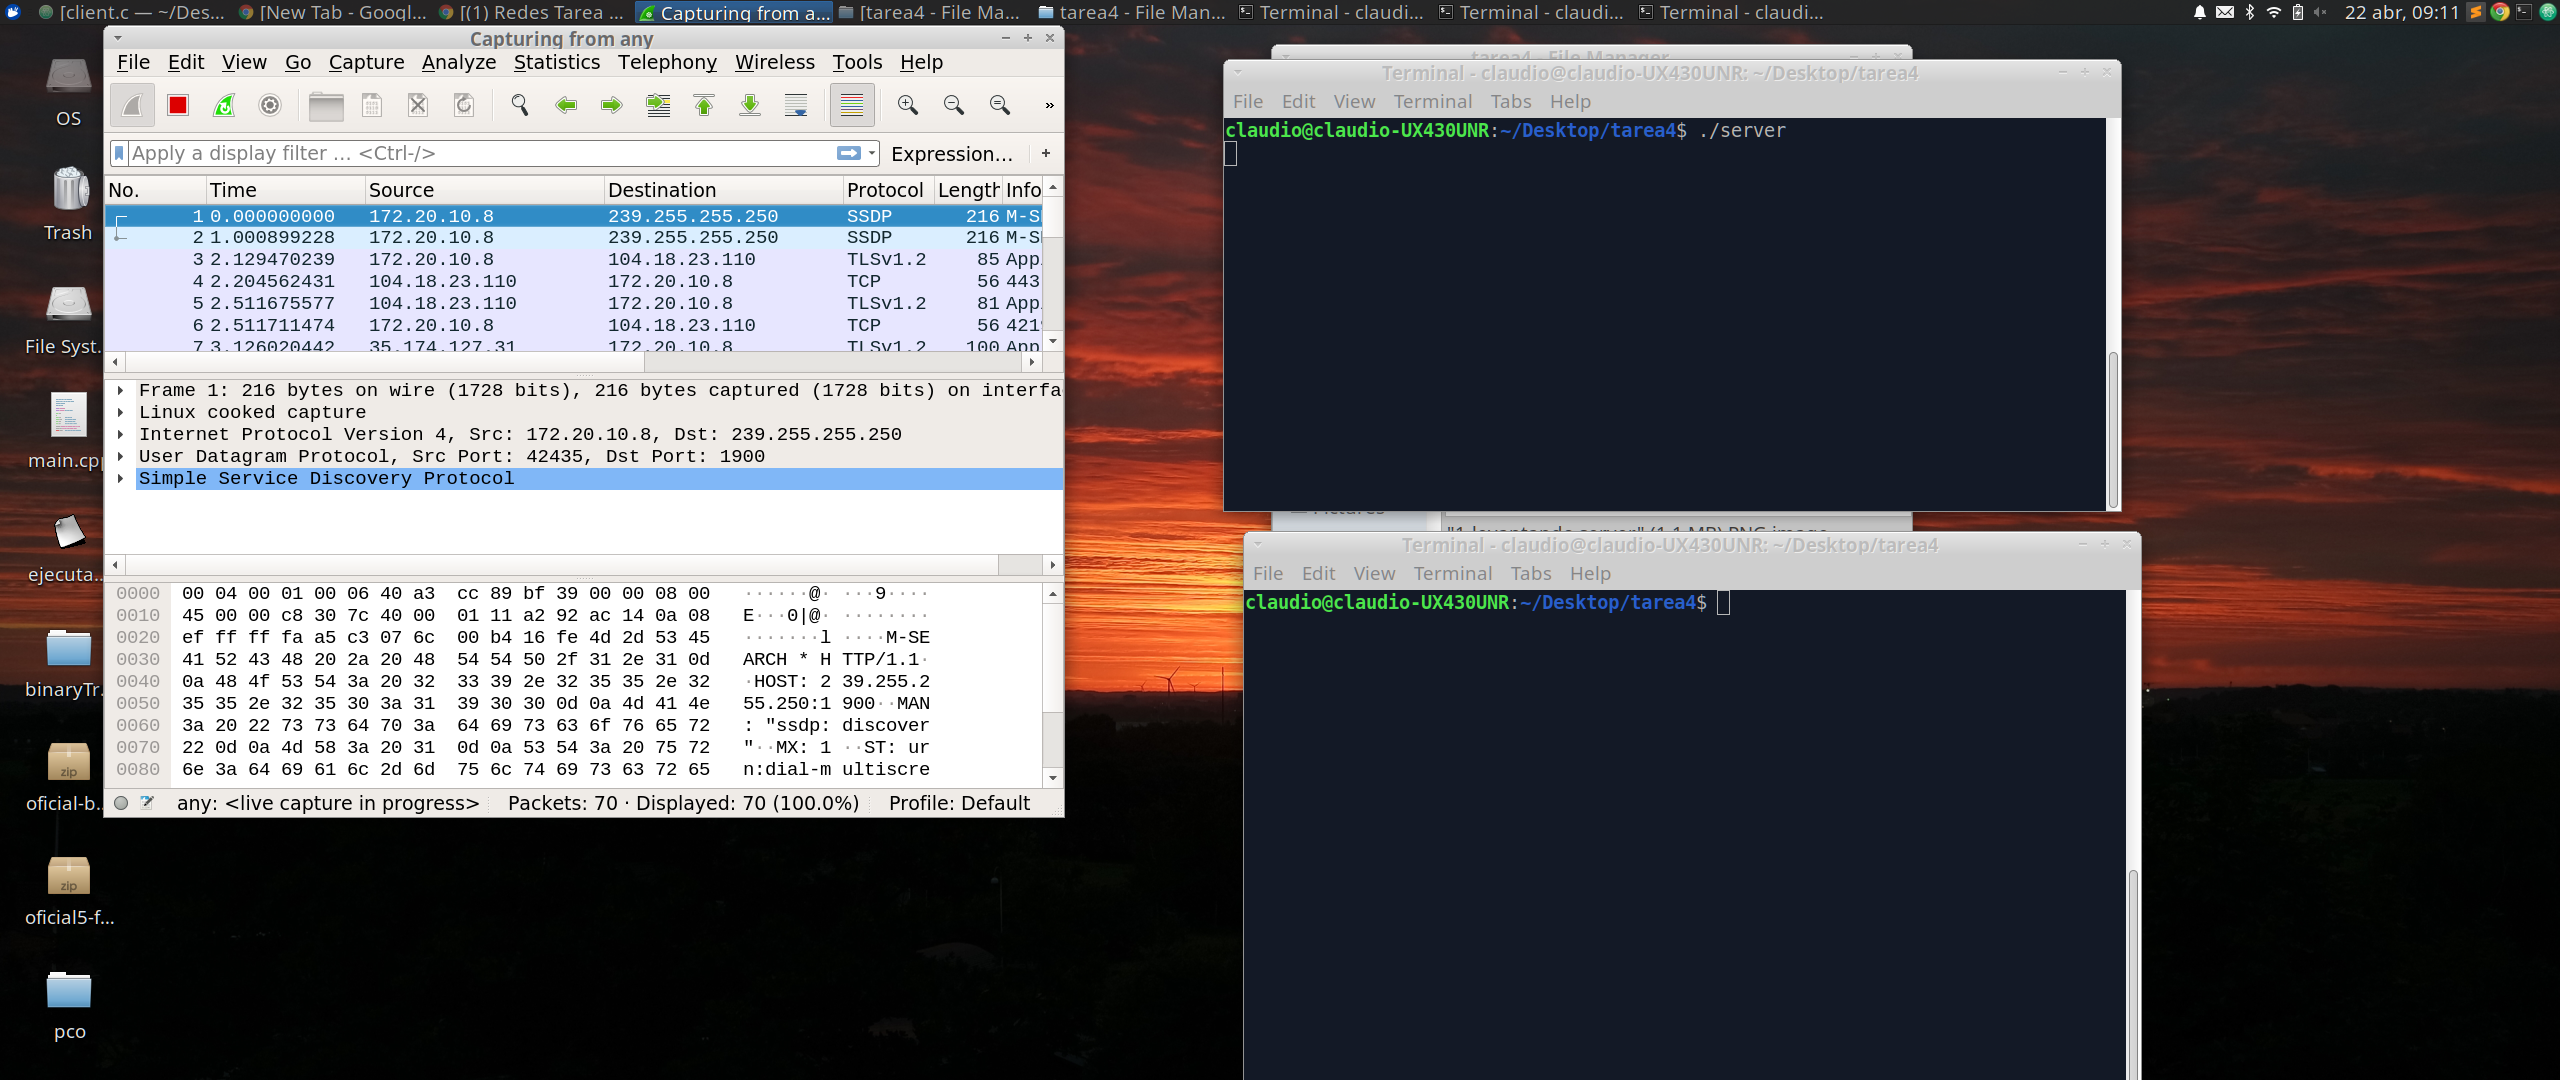 [client.c — ~/Des...
[New Tab - Googl...
[(1) Redes Tarea ...
Capturing from a...
[tarea4 - File Ma...
tarea4 - File Man...
Terminal - claudi...
Terminal - claudi...
Terminal - claudi...
22 abr, 09:11
OS
Trash
File Syst...
main.cpp
ejecuta...
binaryTr...
zip
oficial-b...
zip
oficial5-f...
pco
Capturing from any
File Edit View Go Capture Analyze Statistics Telephony Wireless Tools Help
Apply a display filter … <Ctrl-/>
Expression…
+
No. Time Source Destination Protocol Length Info
1 0.000000000 172.20.10.8 239.255.255.250 SSDP 216 M-S
2 1.000899228 172.20.10.8 239.255.255.250 SSDP 216 M-S
3 2.129470239 172.20.10.8 104.18.23.110 TLSv1.2 85 App
4 2.204562431 104.18.23.110 172.20.10.8 TCP 56 443
5 2.511675577 104.18.23.110 172.20.10.8 TLSv1.2 81 App
6 2.511711474 172.20.10.8 104.18.23.110 TCP 56 421
7 3.126020442 35.174.127.31 172.20.10.8 TLSv1.2 100 App
Frame 1: 216 bytes on wire (1728 bits), 216 bytes captured (1728 bits) on interfa
Linux cooked capture
Internet Protocol Version 4, Src: 172.20.10.8, Dst: 239.255.255.250
User Datagram Protocol, Src Port: 42435, Dst Port: 1900
Simple Service Discovery Protocol
0000 00 04 00 01 00 06 40 a3 cc 89 bf 39 00 00 08 00 ······@· ···9····
0010 45 00 00 c8 30 7c 40 00 01 11 a2 92 ac 14 0a 08 E···0|@· ········
0020 ef ff ff fa a5 c3 07 6c 00 b4 16 fe 4d 2d 53 45 ·······l ····M-SE
0030 41 52 43 48 20 2a 20 48 54 54 50 2f 31 2e 31 0d ARCH * H TTP/1.1·
0040 0a 48 4f 53 54 3a 20 32 33 39 2e 32 35 35 2e 32 ·HOST: 2 39.255.2
0050 35 35 2e 32 35 30 3a 31 39 30 30 0d 0a 4d 41 4e 55.250:1 900··MAN
0060 3a 20 22 73 73 64 70 3a 64 69 73 63 6f 76 65 72 : "ssdp: discover
0070 22 0d 0a 4d 58 3a 20 31 0d 0a 53 54 3a 20 75 72 "··MX: 1 ··ST: ur
0080 6e 3a 64 69 61 6c 2d 6d 75 6c 74 69 73 63 72 65 n:dial-m ultiscre
any: <live capture in progress> Packets: 70 · Displayed: 70 (100.0%) Profile: Default
tarea4 - File Manager
Terminal - claudio@claudio-UX430UNR: ~/Desktop/tarea4
File Edit View Terminal Tabs Help
claudio@claudio-UX430UNR:~/Desktop/tarea4$ ./server
Pictures
"1-levantando server" (1.1 MB) PNG image
Terminal - claudio@claudio-UX430UNR: ~/Desktop/tarea4
File Edit View Terminal Tabs Help
claudio@claudio-UX430UNR:~/Desktop/tarea4$